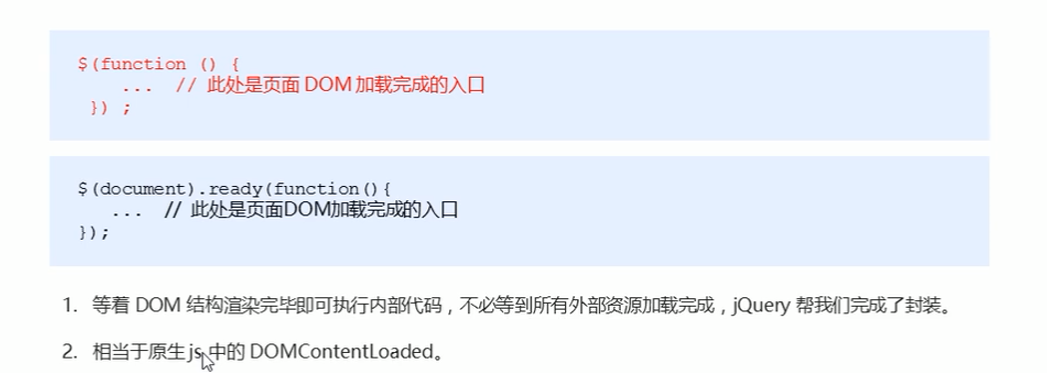 $(function () {
... // 此处是页面 DOM 加载完成的入口
}) ;
$(document).ready(function(){
... // 此处是页面DOM加载完成的入口
});
1. 等着 DOM 结构渲染完毕即可执行内部代码，不必等到所有外部资源加载完成，jQuery 帮我们完成了封装。
2. 相当于原生js 中的 DOMContentLoaded。